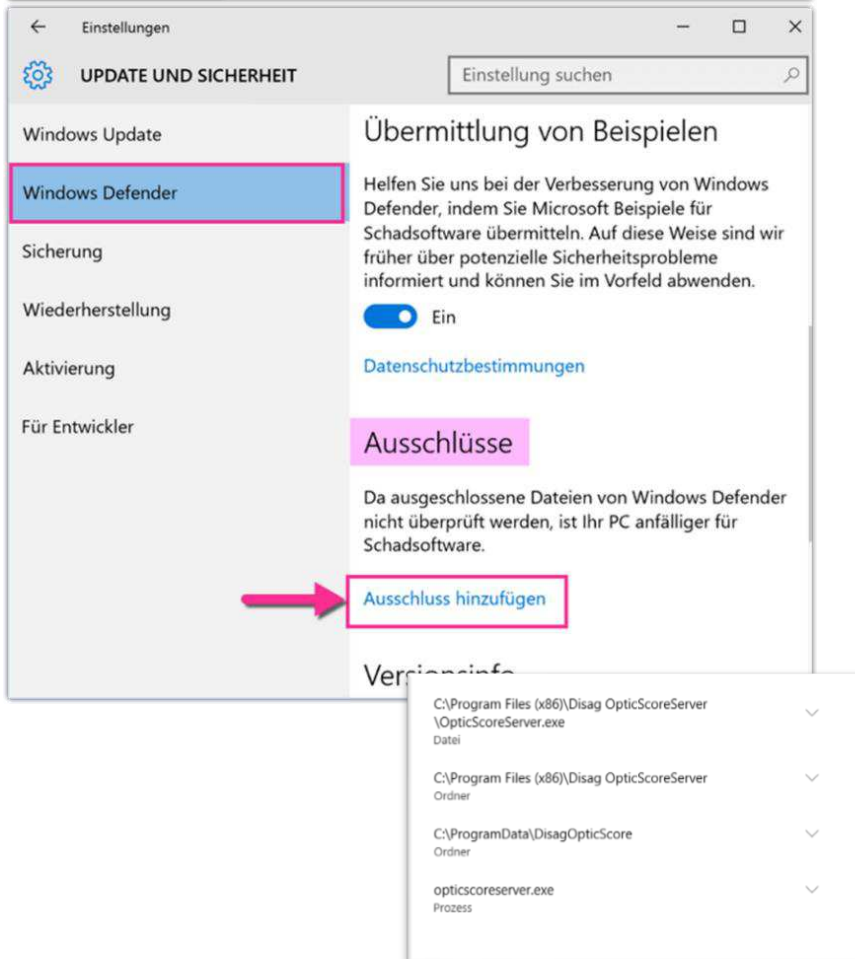 Einstellungen
UPDATE UND SICHERHEIT
Einstellung suchen
Windows Update
Windows Defender
Sicherung
Wiederherstellung
Aktivierung
Für Entwickler
Übermittlung von Beispielen
Helfen Sie uns bei der Verbesserung von Windows
Defender, indem Sie Microsoft Beispiele für
Schadsoftware übermitteln. Auf diese Weise sind wir
früher über potenzielle Sicherheitsprobleme
informiert und können Sie im Vorfeld abwenden.
Ein
Datenschutzbestimmungen
Ausschlüsse
Da ausgeschlossene Dateien von Windows Defender
nicht überprüft werden, ist Ihr PC anfälliger für
Schadsoftware.
Ausschluss hinzufügen
Versionsinfo
C:\Program Files (x86)\Disag OpticScoreServer
\OpticScoreServer.exe
Datei
C:\Program Files (x86)\Disag OpticScoreServer
Ordner
C:\ProgramData\DisagOpticScore
Ordner
opticscoreserver.exe
Prozess